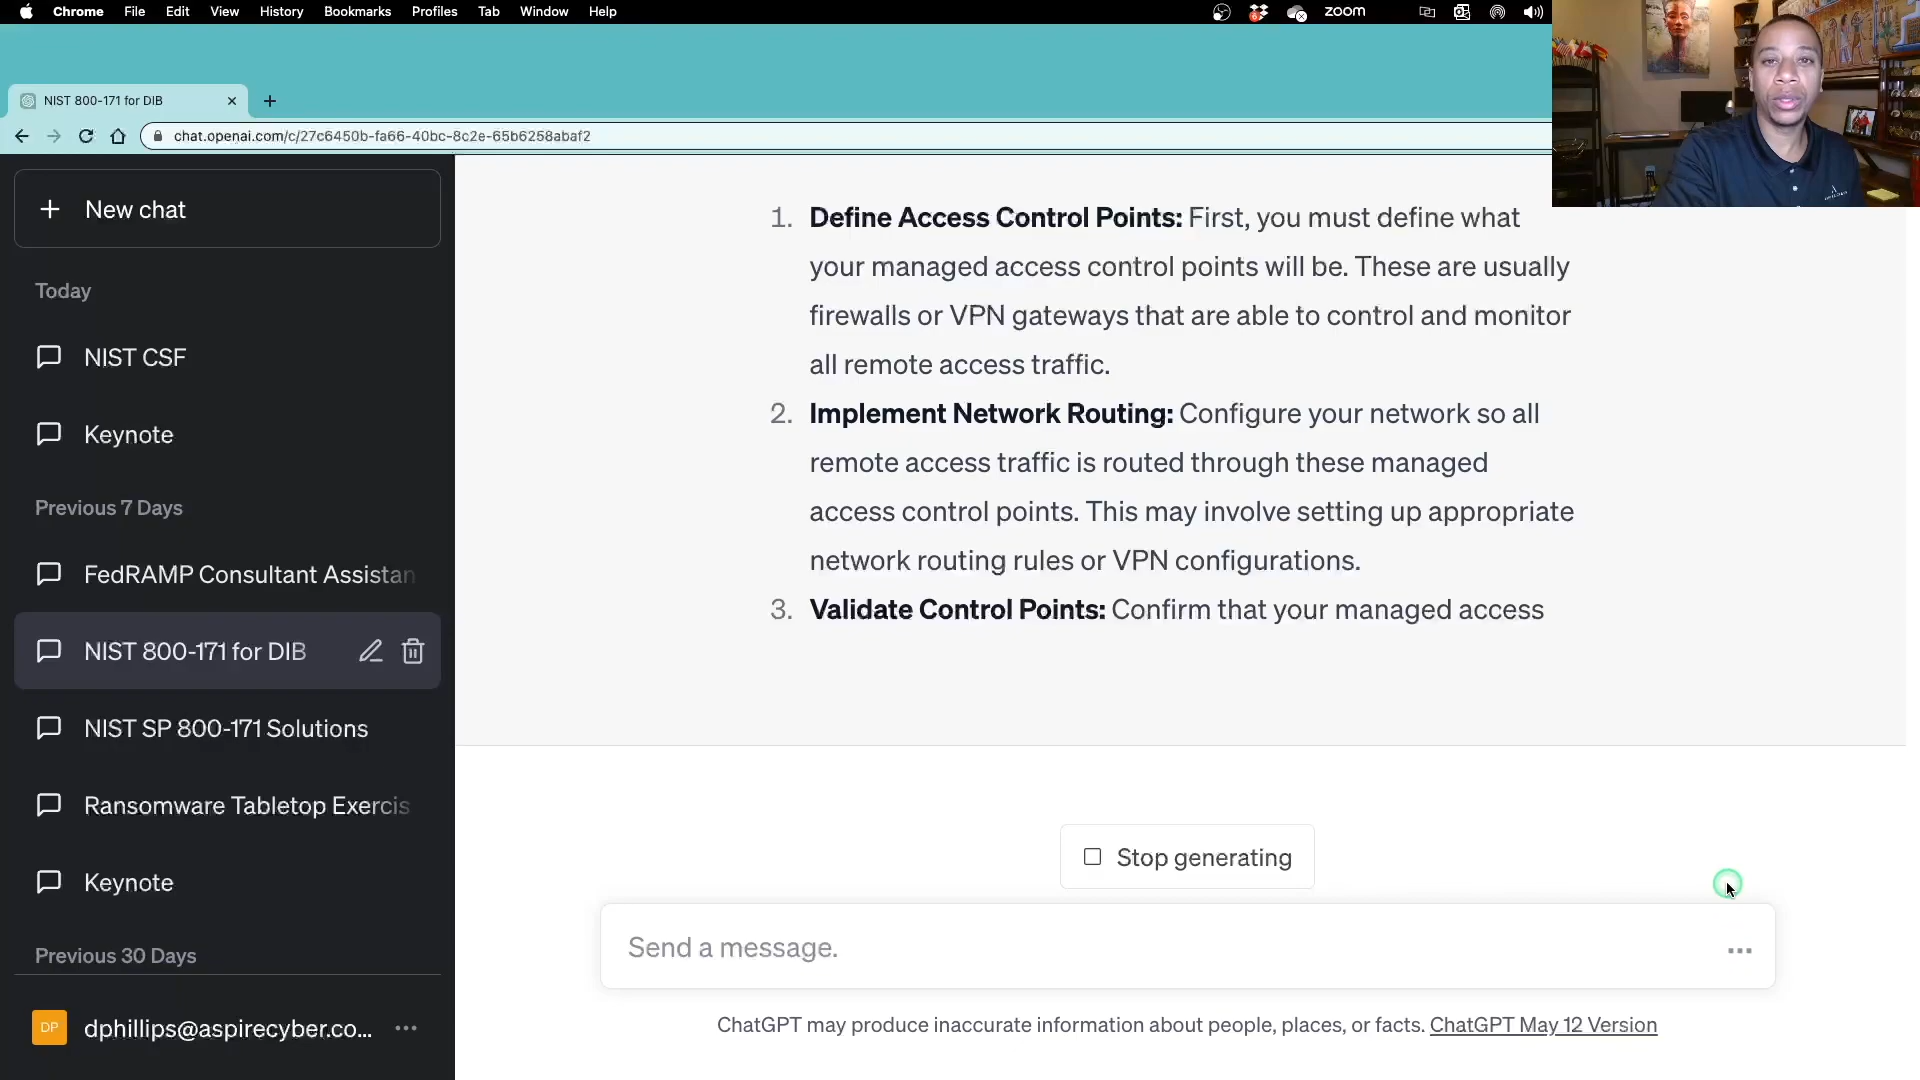 Chrome File Edit View History Bookmarks Profiles Tab Window Help zoom
NIST 800-171 for DIB
chat.openai.com/c/27c6450b-fa66-40bc-8c2e-65b6258abaf2
New chat
Today
NIST CSF
Keynote
Previous 7 Days
FedRAMP Consultant Assistan
NIST 800-171 for DIB
NIST SP 800-171 Solutions
Ransomware Tabletop Exercis
Keynote
Previous 30 Days
DP dphillips@aspirecyber.co...
1. Define Access Control Points: First, you must define what
your managed access control points will be. These are usually
firewalls or VPN gateways that are able to control and monitor
all remote access traffic.
2. Implement Network Routing: Configure your network so all
remote access traffic is routed through these managed
access control points. This may involve setting up appropriate
network routing rules or VPN configurations.
3. Validate Control Points: Confirm that your managed access
Stop generating
Send a message.
ChatGPT may produce inaccurate information about people, places, or facts. ChatGPT May 12 Version